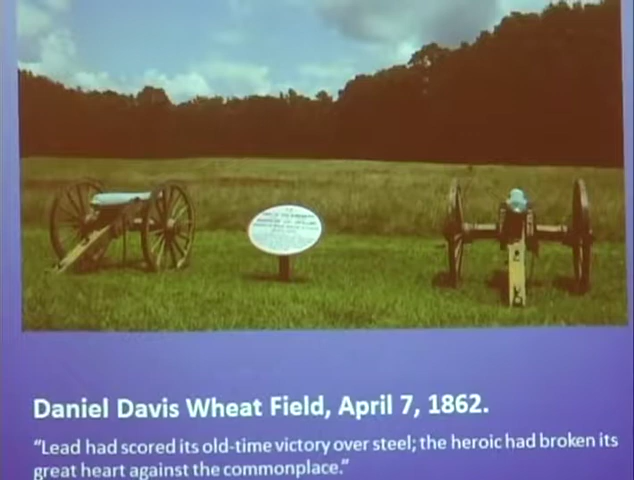 Daniel Davis Wheat Field, April 7, 1862.
“Lead had scored its old-time victory over steel; the heroic had broken its
great heart against the commonplace.”